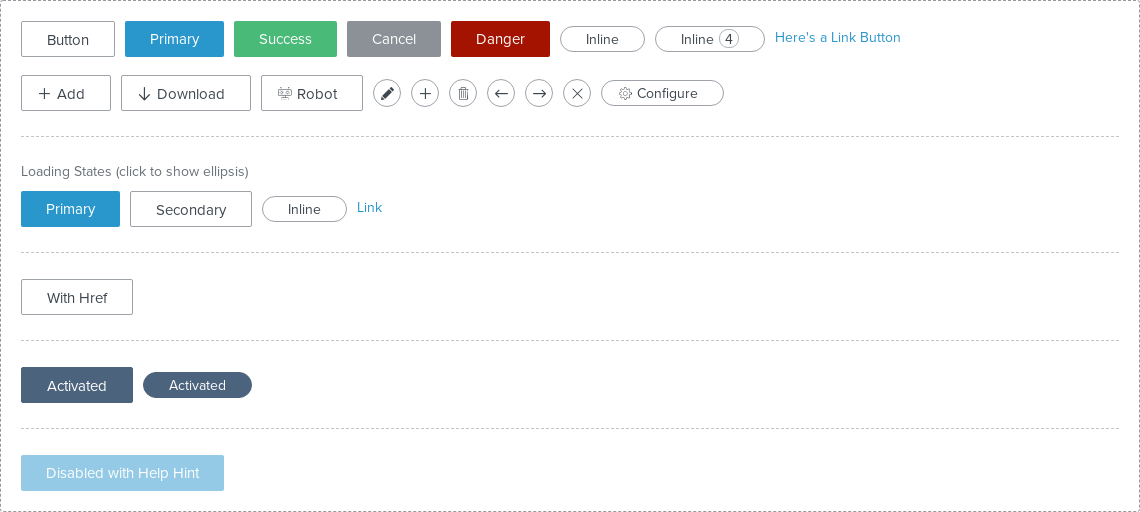 Button Primary Success Cancel Danger Inline Inline 4 Here's a Link Button
Add Download Robot Configure
Loading States (click to show ellipsis)
Primary Secondary Inline Link
With Href
Activated Activated
Disabled with Help Hint